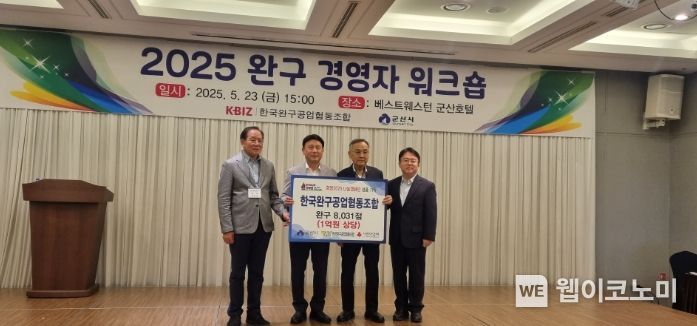 2025 완구 경영자 워크숍
일시 : 2025. 5. 23 (금) 15:00 장소 : 베스트웨스턴 군산호텔
K·BIZ 한국완구공업협동조합 군산시
한국완구공업협동조합
완구 8,031점
(1억원 상당)
WE 웹이코노미